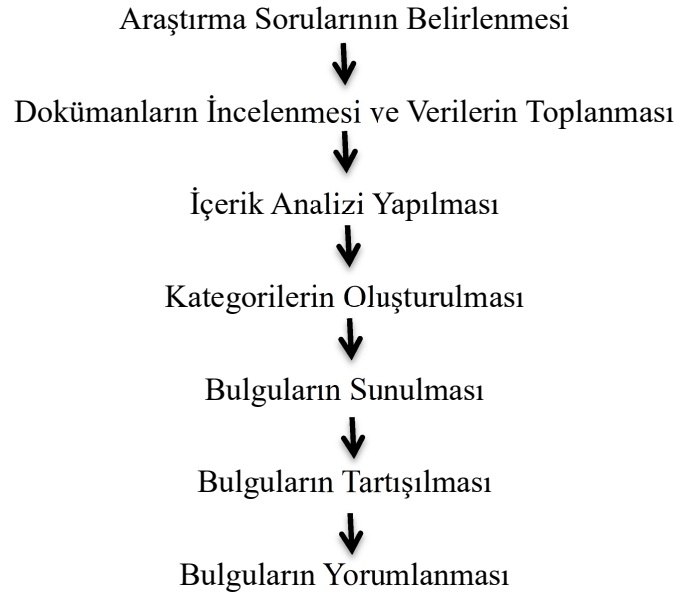 Araştırma Sorularının Belirlenmesi
Dokümanların İncelenmesi ve Verilerin Toplanması
İçerik Analizi Yapılması
Kategorilerin Oluşturulması
Bulguların Sunulması
Bulguların Tartışılması
Bulguların Yorumlanması